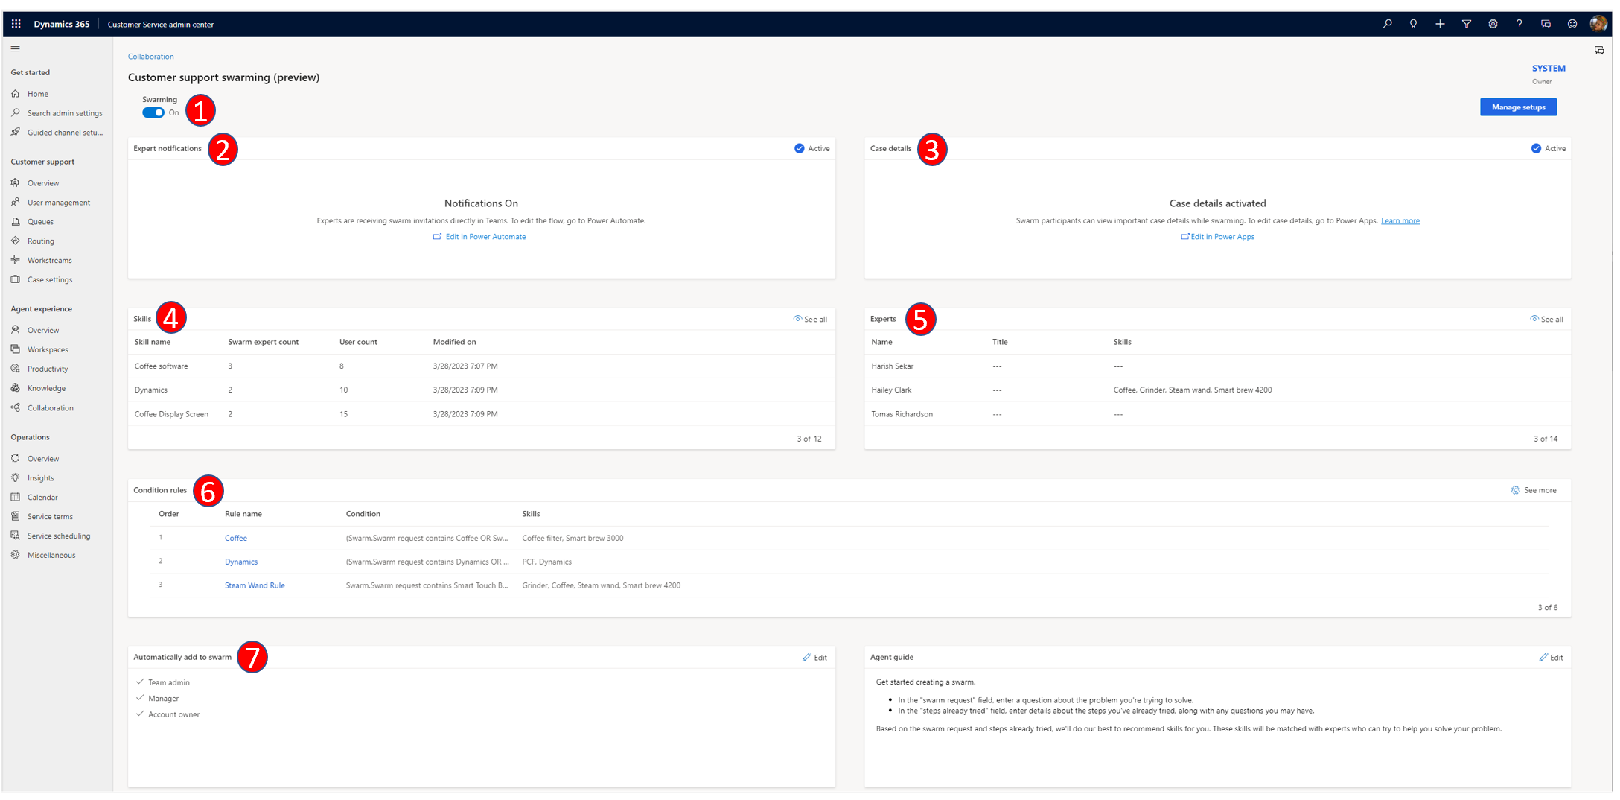 Dynamics 365 Customer Service admin center
Collaboration
Customer support swarming (preview)
SYSTEM
Owner
Swarming
On
1
Manage setups
Get started
Home
Search admin settings
Guided channel setu...
Customer support
Overview
User management
Queues
Routing
Workstreams
Case settings
Agent experience
Overview
Workspaces
Productivity
Knowledge
Collaboration
Operations
Overview
Insights
Calendar
Service terms
Service scheduling
Miscellaneous
Expert notifications 2 Active
Notifications On
Experts are receiving swarm invitations directly in Teams. To edit the flow, go to Power Automate.
Edit in Power Automate
Case details 3 Active
Case details activated
Swarm participants can view important case details while swarming. To edit case details, go to Power Apps. Learn more
Edit in Power Apps
Skills 4 See all
Skill name Swarm expert count User count Modified on
Coffee software 3 8 3/28/2023 7:07 PM
Dynamics 2 10 3/28/2023 7:09 PM
Coffee Display Screen 2 15 3/28/2023 7:09 PM
3 of 12
Experts 5 See all
Name Title Skills
Harish Sekar --- ---
Hailey Clark --- Coffee, Grinder, Steam wand, Smart brew 4200
Tomas Richardson --- ---
3 of 14
Condition rules 6 See more
Order Rule name Condition Skills
1 Coffee (Swarm.Swarm request contains Coffee OR Sw... Coffee filter, Smart brew 3000
2 Dynamics (Swarm.Swarm request contains Dynamics OR ... PCF, Dynamics
3 Steam Wand Rule Swarm.Swarm request contains Smart Touch B... Grinder, Coffee, Steam wand, Smart brew 4200
3 of 6
Automatically add to swarm 7 Edit
Team admin
Manager
Account owner
Agent guide Edit
Get started creating a swarm.
• In the "swarm request" field, enter a question about the problem you're trying to solve.
• In the "steps already tried" field, enter details about the steps you've already tried, along with any questions you may have.
Based on the swarm request and steps already tried, we'll do our best to recommend skills for you. These skills will be matched with experts who can try to help you solve your problem.